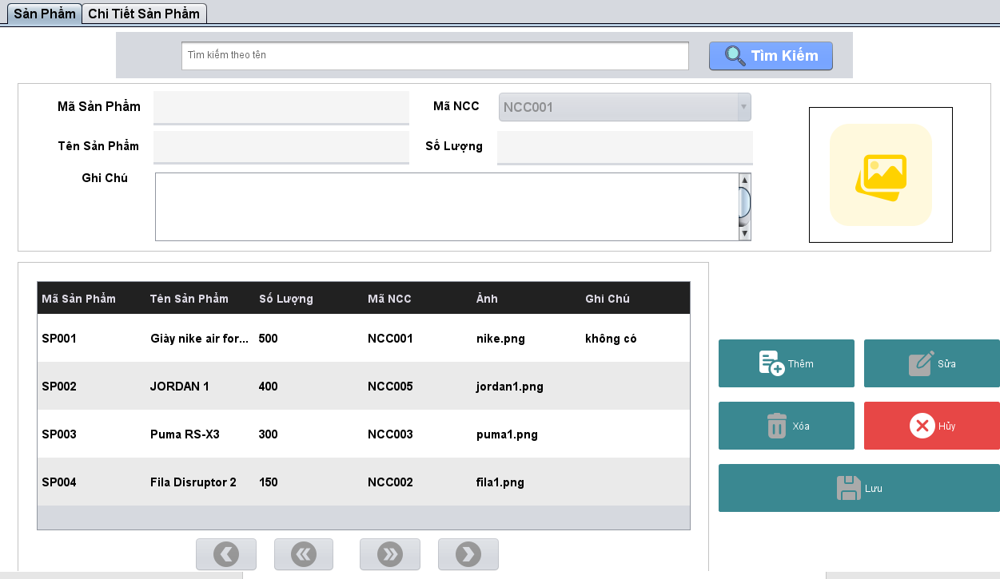 Sản Phẩm Chi Tiết Sản Phẩm
Tìm kiếm theo tên Tìm Kiếm
Mã Sản Phẩm Mã NCC NCC001
Tên Sản Phẩm Số Lượng
Ghi Chú
Mã Sản Phẩm Tên Sản Phẩm Số Lượng Mã NCC Ảnh Ghi Chú
SP001 Giày nike air for... 500 NCC001 nike.png không có
SP002 JORDAN 1 400 NCC005 jordan1.png
SP003 Puma RS-X3 300 NCC003 puma1.png
SP004 Fila Disruptor 2 150 NCC002 fila1.png
Thêm Sửa
Xóa Hủy
Lưu